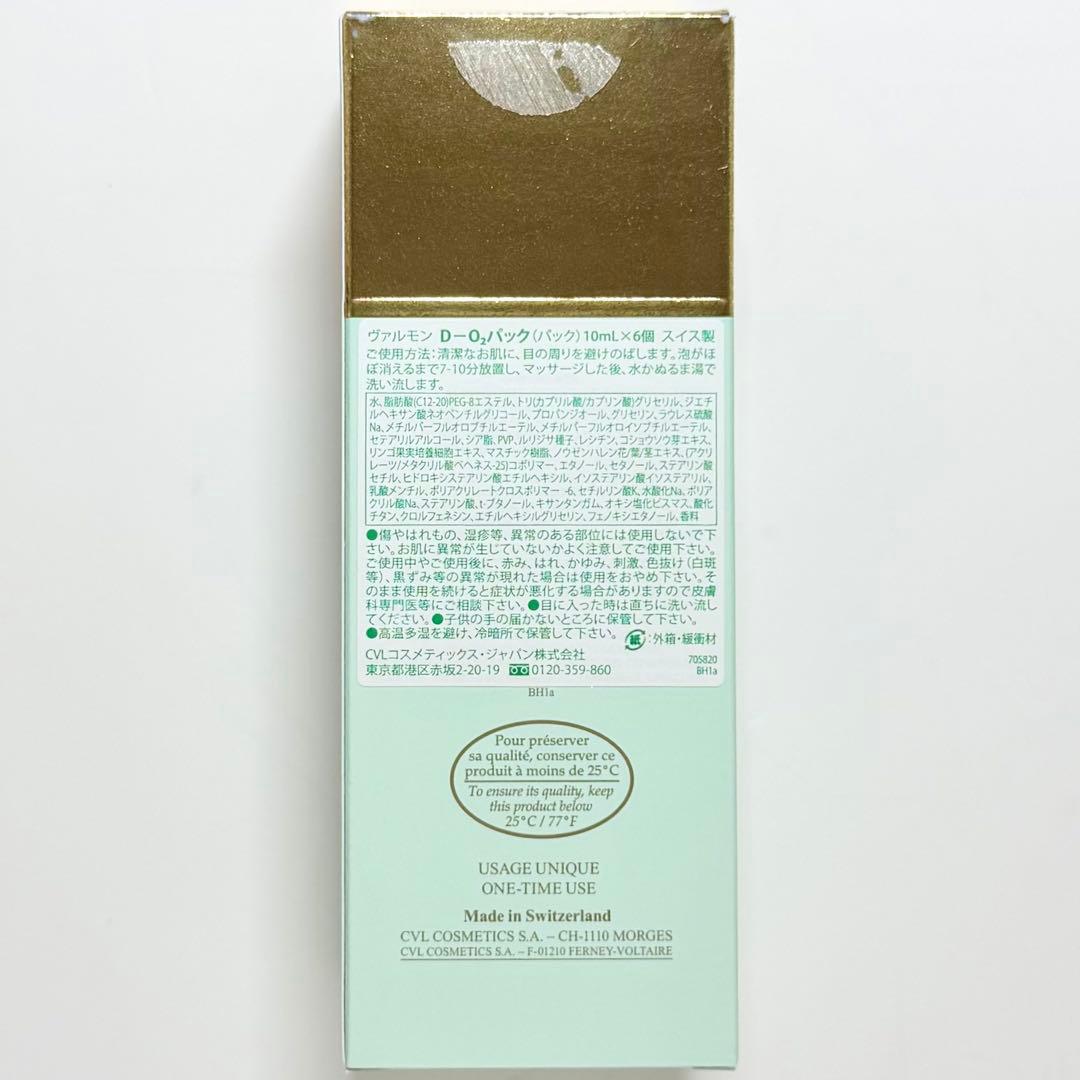 ヴァルモン D－O₂パック(パック)10mL×6個 スイス製
ご使用方法:清潔なお肌に、目の周りを避けのばします。泡がほ
ぼ消えるまで7-10分放置し、マッサージした後、水かぬるま湯で
洗い流します。
水、脂肪酸(C12-20)PEG-8エステル、トリ(カプリル酸/カプリン酸)グリセリル、ジエチ
ルヘキサン酸ネオペンチルグリコール、プロパンジオール、グリセリン、ラウレス硫酸
Na、メチルパーフルオロブチルエーテル、メチルパーフルオロイソブチルエーテル、
セテアリルアルコール、シア脂、PVP、ルリジサ種子、レシチン、コショウソウ芽エキス、
リンゴ果実培養細胞エキス、マスチック樹脂、ノウゼンハレン花/葉/茎エキス、(アクリ
レーツ/メタクリル酸ベヘネス-25)コポリマー、エタノール、セタノール、ステアリン酸
セチル、ヒドロキシステアリン酸エチルヘキシル、イソステアリン酸イソステアリル、
乳酸メンチル、ポリアクリレートクロスポリマー -6、セチルリン酸K、水酸化Na、ポリア
クリル酸Na、ステアリン酸、t-ブタノール、キサンタンガム、オキシ塩化ビスマス、酸化
チタン、クロルフェネシン、エチルヘキシルグリセリン、フェノキシエタノール、香料
●傷やはれもの、湿疹等、異常のある部位には使用しないで下
さい。お肌に異常が生じていないかよく注意してご使用下さい。
ご使用中やご使用後に、赤み、はれ、かゆみ、刺激、色抜け(白斑
等)、黒ずみ等の異常が現れた場合は使用をおやめ下さい。そ
のまま使用を続けると症状が悪化する場合がありますので皮膚
科専門医等にご相談下さい。●目に入った時は直ちに洗い流し
てください。●子供の手の届かないところに保管して下さい。
●高温多湿を避け、冷暗所で保管して下さい。 紙:外箱・緩衝材
CVLコスメティックス・ジャパン株式会社 705820
東京都港区赤坂2-20-19 0120-359-860 BH1a
BH1a
Pour préserver
sa qualité, conserver ce
produit à moins de 25°C
To ensure its quality, keep
this product below
25°C / 77°F
USAGE UNIQUE
ONE-TIME USE
Made in Switzerland
CVL COSMETICS S.A. – CH-1110 MORGES
CVL COSMETICS S.A. – F-01210 FERNEY-VOLTAIRE